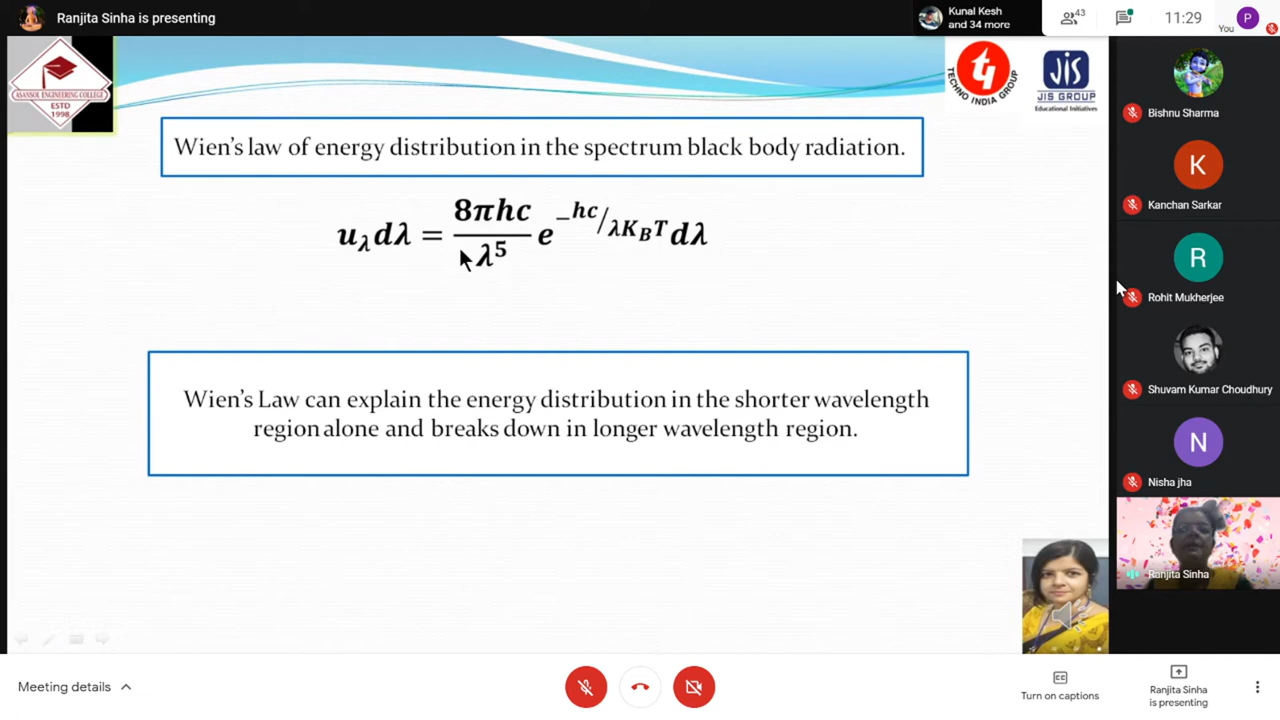 Ranjita Sinha is presenting
Kunal Kesh
and 34 more
43
11:29
You
P
ASANSOL ENGINEERING COLLEGE
ESTD
1998
TECHNO INDIA GROUP
JIS
JIS GROUP
Educational Initiatives
Wien's law of energy distribution in the spectrum black body radiation.
u_λ dλ = 8πhc/λ⁵ e^(−hc/λK_BT) dλ
Wien's Law can explain the energy distribution in the shorter wavelength
region alone and breaks down in longer wavelength region.
Bishnu Sharma
K
Kanchan Sarkar
R
Rohit Mukherjee
Shuvam Kumar Choudhury
N
Nisha jha
Ranjita Sinha
Meeting details
Turn on captions
Ranjita Sinha
is presenting